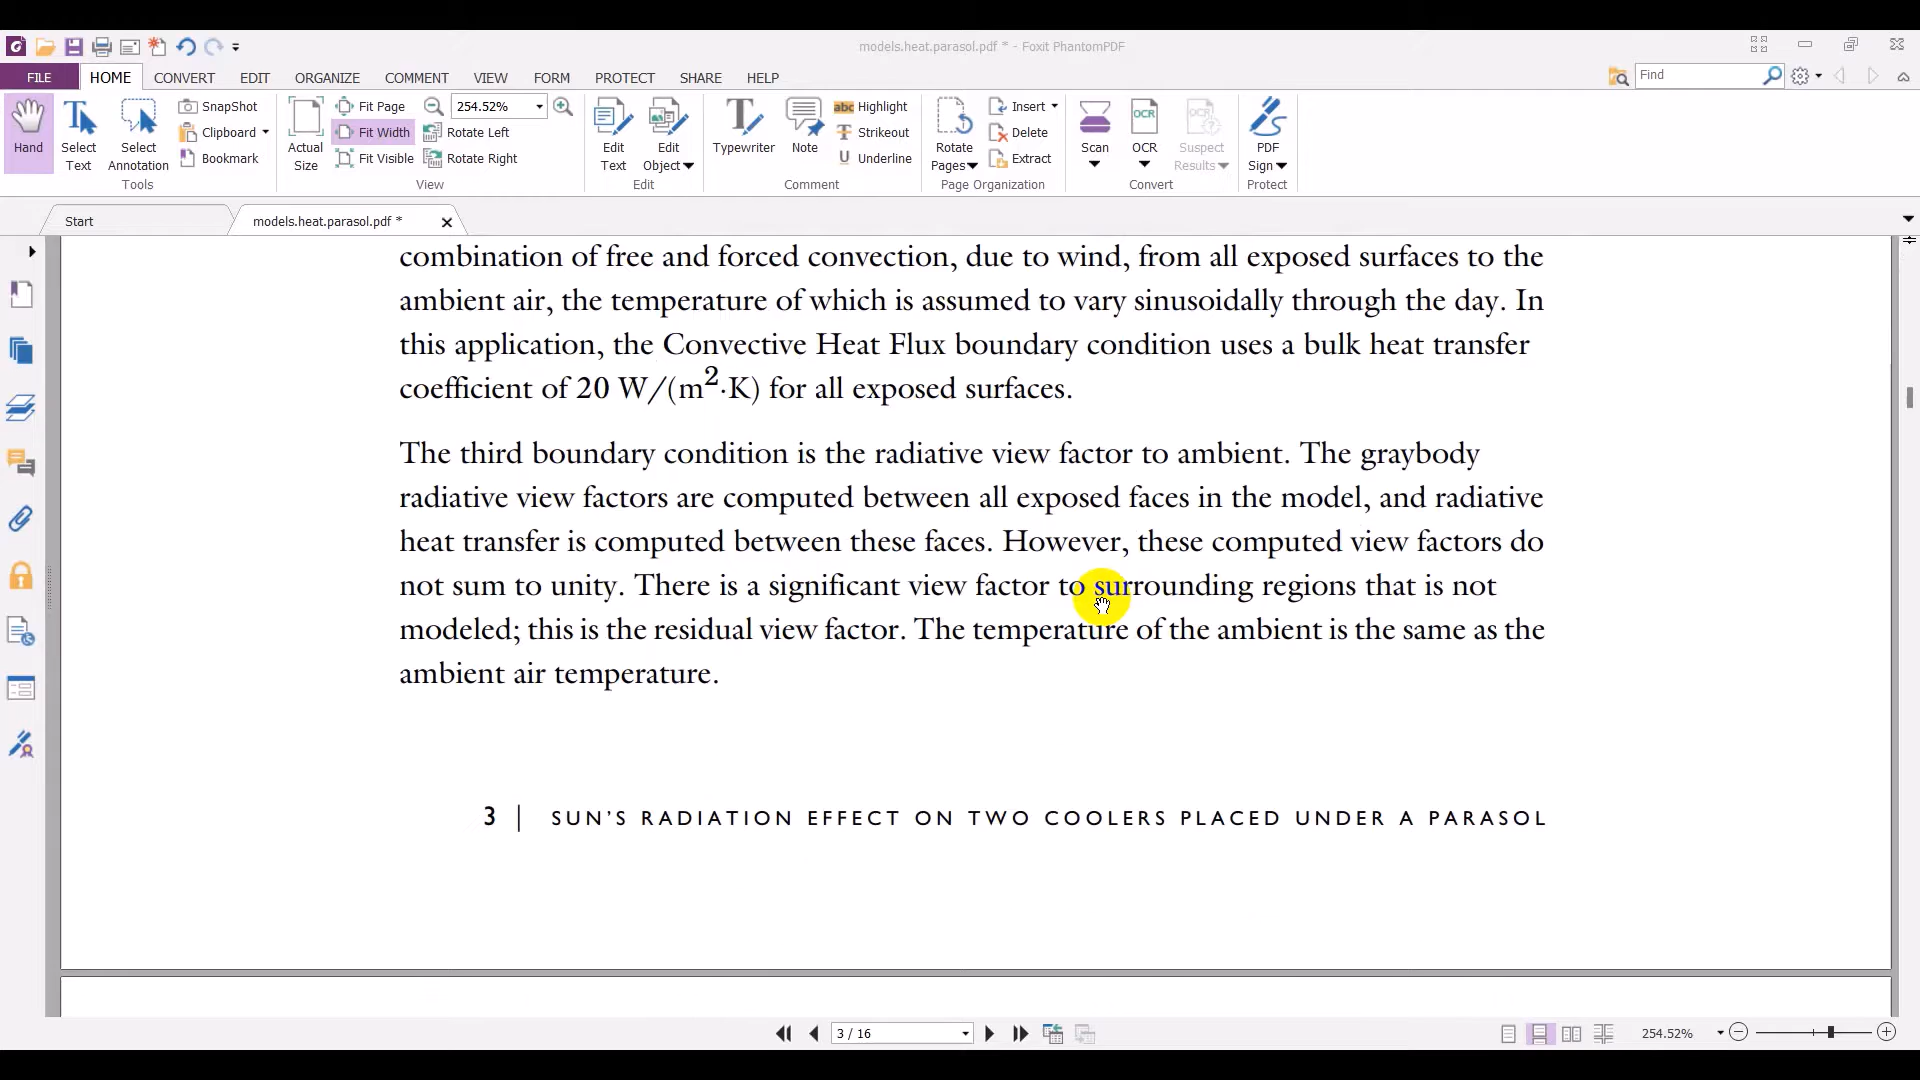 models.heat.parasol.pdf * - Foxit PhantomPDF
FILE HOME CONVERT EDIT ORGANIZE COMMENT VIEW FORM PROTECT SHARE HELP Find
Hand
Select Text
Select Annotation
SnapShot
Clipboard
Bookmark
Tools
Actual Size
Fit Page
Fit Width
Fit Visible
254.52%
Rotate Left
Rotate Right
View
Edit Text
Edit Object
Edit
Typewriter
Note
Highlight
Strikeout
Underline
Comment
Rotate Pages
Insert
Delete
Extract
Page Organization
Scan
OCR
OCR
Suspect Results
Convert
PDF Sign
Protect
Start
models.heat.parasol.pdf *
combination of free and forced convection, due to wind, from all exposed surfaces to the
ambient air, the temperature of which is assumed to vary sinusoidally through the day. In
this application, the Convective Heat Flux boundary condition uses a bulk heat transfer
coefficient of 20 W/(m²·K) for all exposed surfaces.
The third boundary condition is the radiative view factor to ambient. The graybody
radiative view factors are computed between all exposed faces in the model, and radiative
heat transfer is computed between these faces. However, these computed view factors do
not sum to unity. There is a significant view factor to surrounding regions that is not
modeled; this is the residual view factor. The temperature of the ambient is the same as the
ambient air temperature.
3 | SUN'S RADIATION EFFECT ON TWO COOLERS PLACED UNDER A PARASOL
3 / 16
254.52%